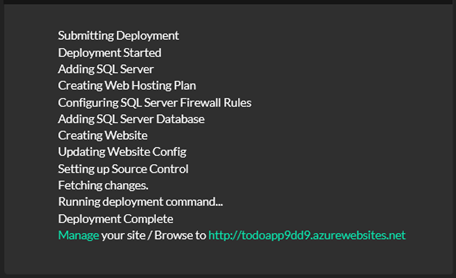 Submitting Deployment
Deployment Started
Adding SQL Server
Creating Web Hosting Plan
Configuring SQL Server Firewall Rules
Adding SQL Server Database
Creating Website
Updating Website Config
Setting up Source Control
Fetching changes.
Running deployment command...
Deployment Complete
Manage your site / Browse to http://todoapp9dd9.azurewebsites.net